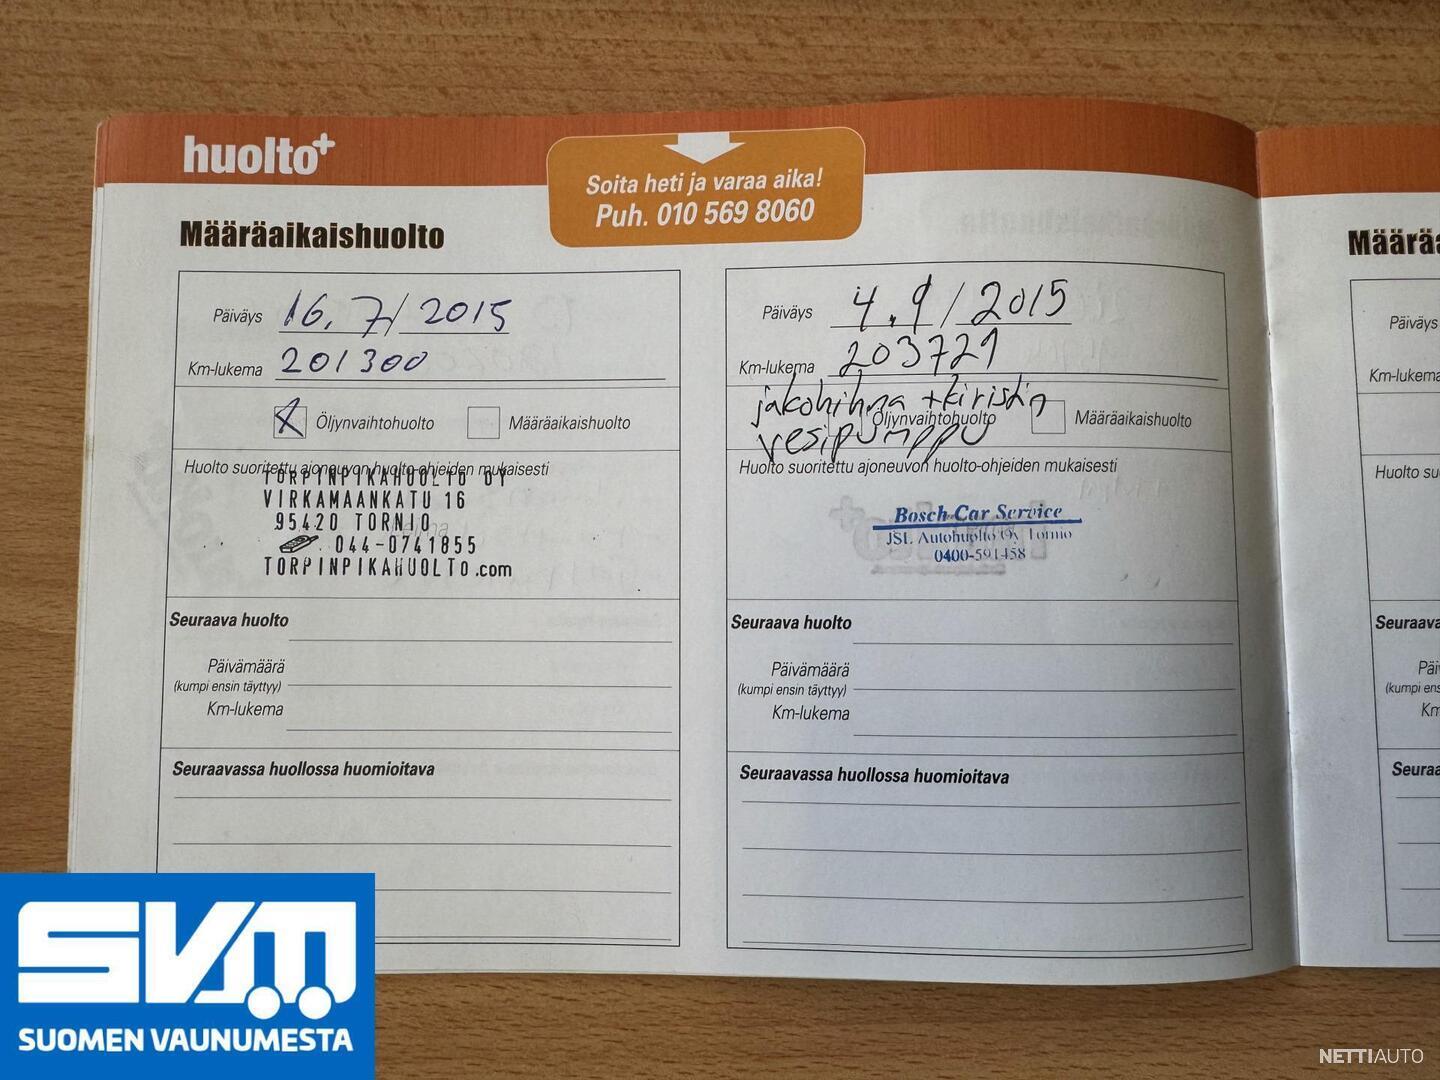 huolto+
Soita heti ja varaa aika!
Puh. 010 569 8060
Määräaikaishuolto
Päiväys 16. 7 / 2015
Km-lukema 201300
X Öljynvaihtohuolto Määräaikaishuolto
Huolto suoritettu ajoneuvon huolto-ohjeiden mukaisesti
TORPINPIKAHUOLTO OY
VIRKAMAANKATU 16
95420 TORNIO
044-0741855
TORPINPIKAHUOLTO.com
Seuraava huolto
Päivämäärä
(kumpi ensin täyttyy)
Km-lukema
Seuraavassa huollossa huomioitava
Päiväys 4.9 / 2015
Km-lukema 203729
jakohihna + kiristin
Öljynvaihtohuolto Määräaikaishuolto
vesipumppu
Huolto suoritettu ajoneuvon huolto-ohjeiden mukaisesti
Bosch Car Service
JSL Autohuolto Oy Tornio
0400-591458
Seuraava huolto
Päivämäärä
(kumpi ensin täyttyy)
Km-lukema
Seuraavassa huollossa huomioitava
Määrä
Päiväys
Km-lukema
Huolto su
Seuraava
Päi
(kumpi ens
Km
Seuraa
SVM
SUOMEN VAUNUMESTA
NETTIAUTO